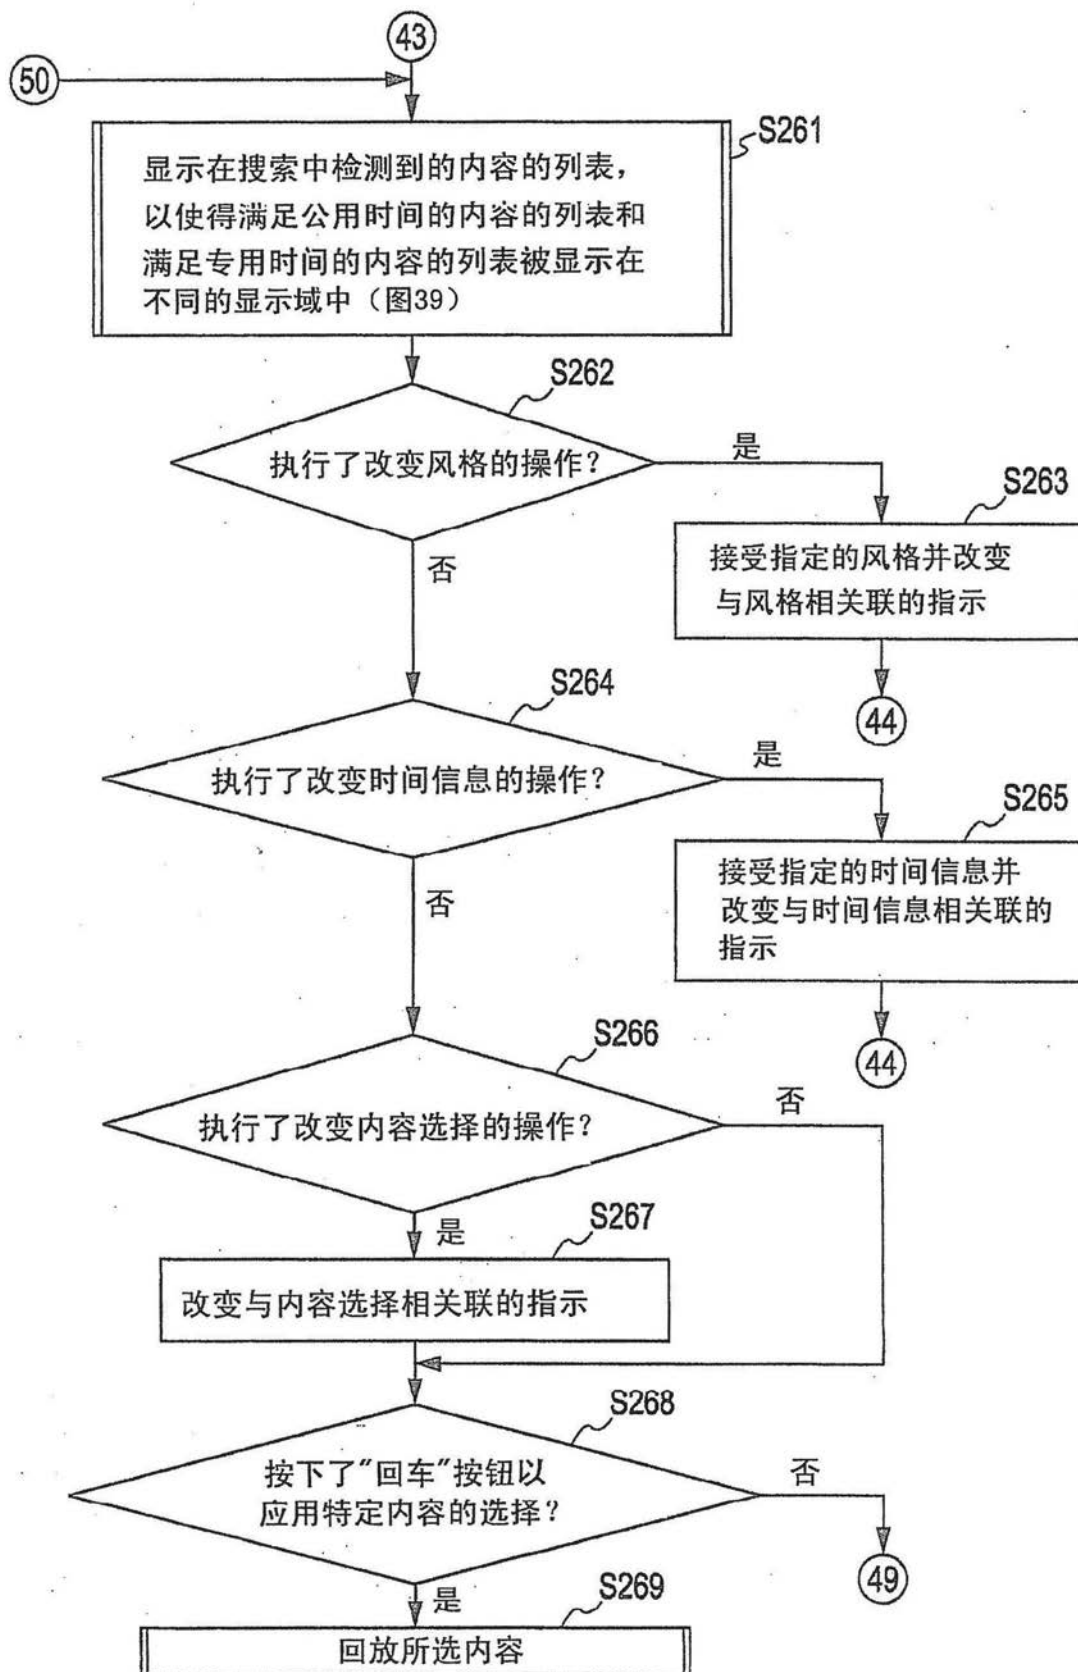 43
50
S261
显示在搜索中检测到的内容的列表，
以使得满足公用时间的内容的列表和
满足专用时间的内容的列表被显示在
不同的显示域中（图39）
S262
执行了改变风格的操作？
是
S263
否
接受指定的风格并改变
与风格相关联的指示
S264
44
执行了改变时间信息的操作？
是
S265
否
接受指定的时间信息并
改变与时间信息相关联的
指示
S266
44
执行了改变内容选择的操作？
否
是
S267
改变与内容选择相关联的指示
S268
按下了"回车"按钮以
应用特定内容的选择？
否
49
是
S269
回放所选内容